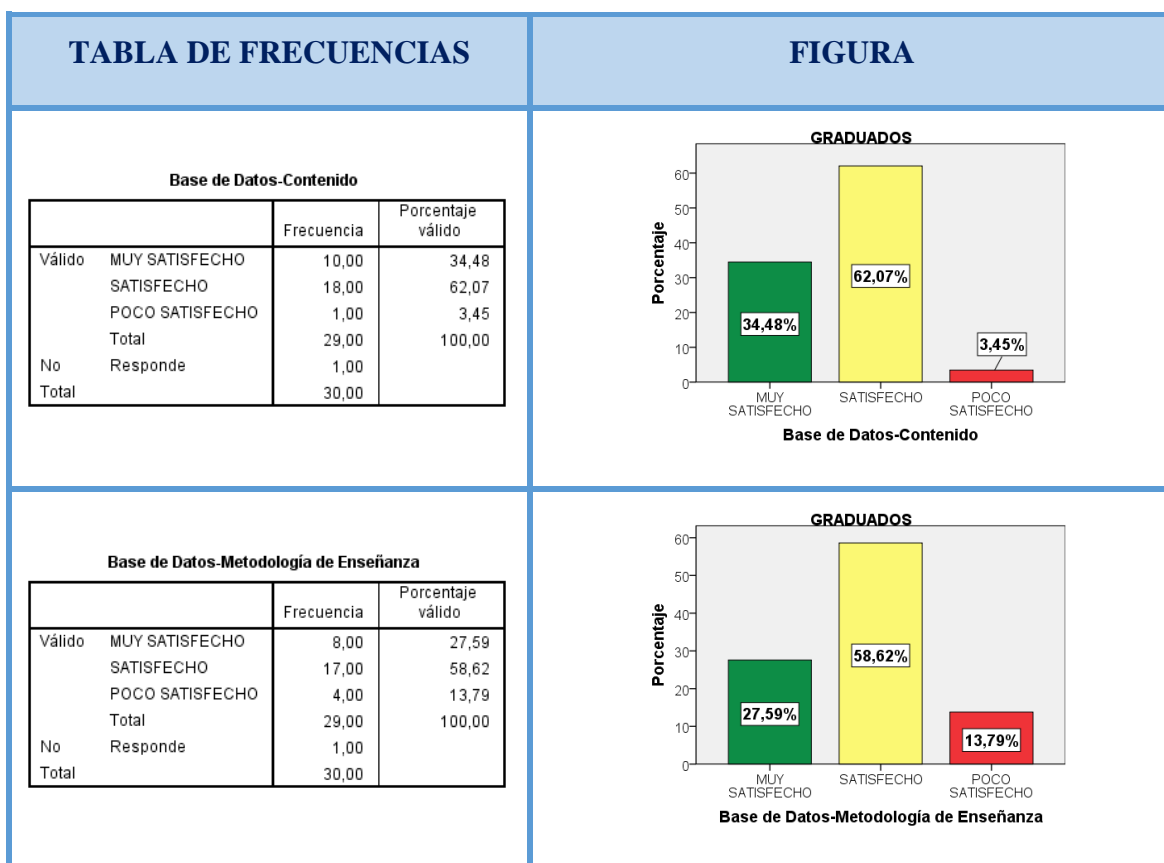 TABLA DE FRECUENCIAS
FIGURA
Base de Datos-Contenido
Frecuencia Porcentaje válido
Válido MUY SATISFECHO 10,00 34,48
SATISFECHO 18,00 62,07
POCO SATISFECHO 1,00 3,45
Total 29,00 100,00
No Responde 1,00
Total 30,00
GRADUADOS
Porcentaje
60
50
40
30
20
10
0
34,48%
62,07%
3,45%
MUY SATISFECHO
SATISFECHO
POCO SATISFECHO
Base de Datos-Contenido
Base de Datos-Metodología de Enseñanza
Frecuencia Porcentaje válido
Válido MUY SATISFECHO 8,00 27,59
SATISFECHO 17,00 58,62
POCO SATISFECHO 4,00 13,79
Total 29,00 100,00
No Responde 1,00
Total 30,00
GRADUADOS
Porcentaje
60
50
40
30
20
10
0
27,59%
58,62%
13,79%
MUY SATISFECHO
SATISFECHO
POCO SATISFECHO
Base de Datos-Metodología de Enseñanza